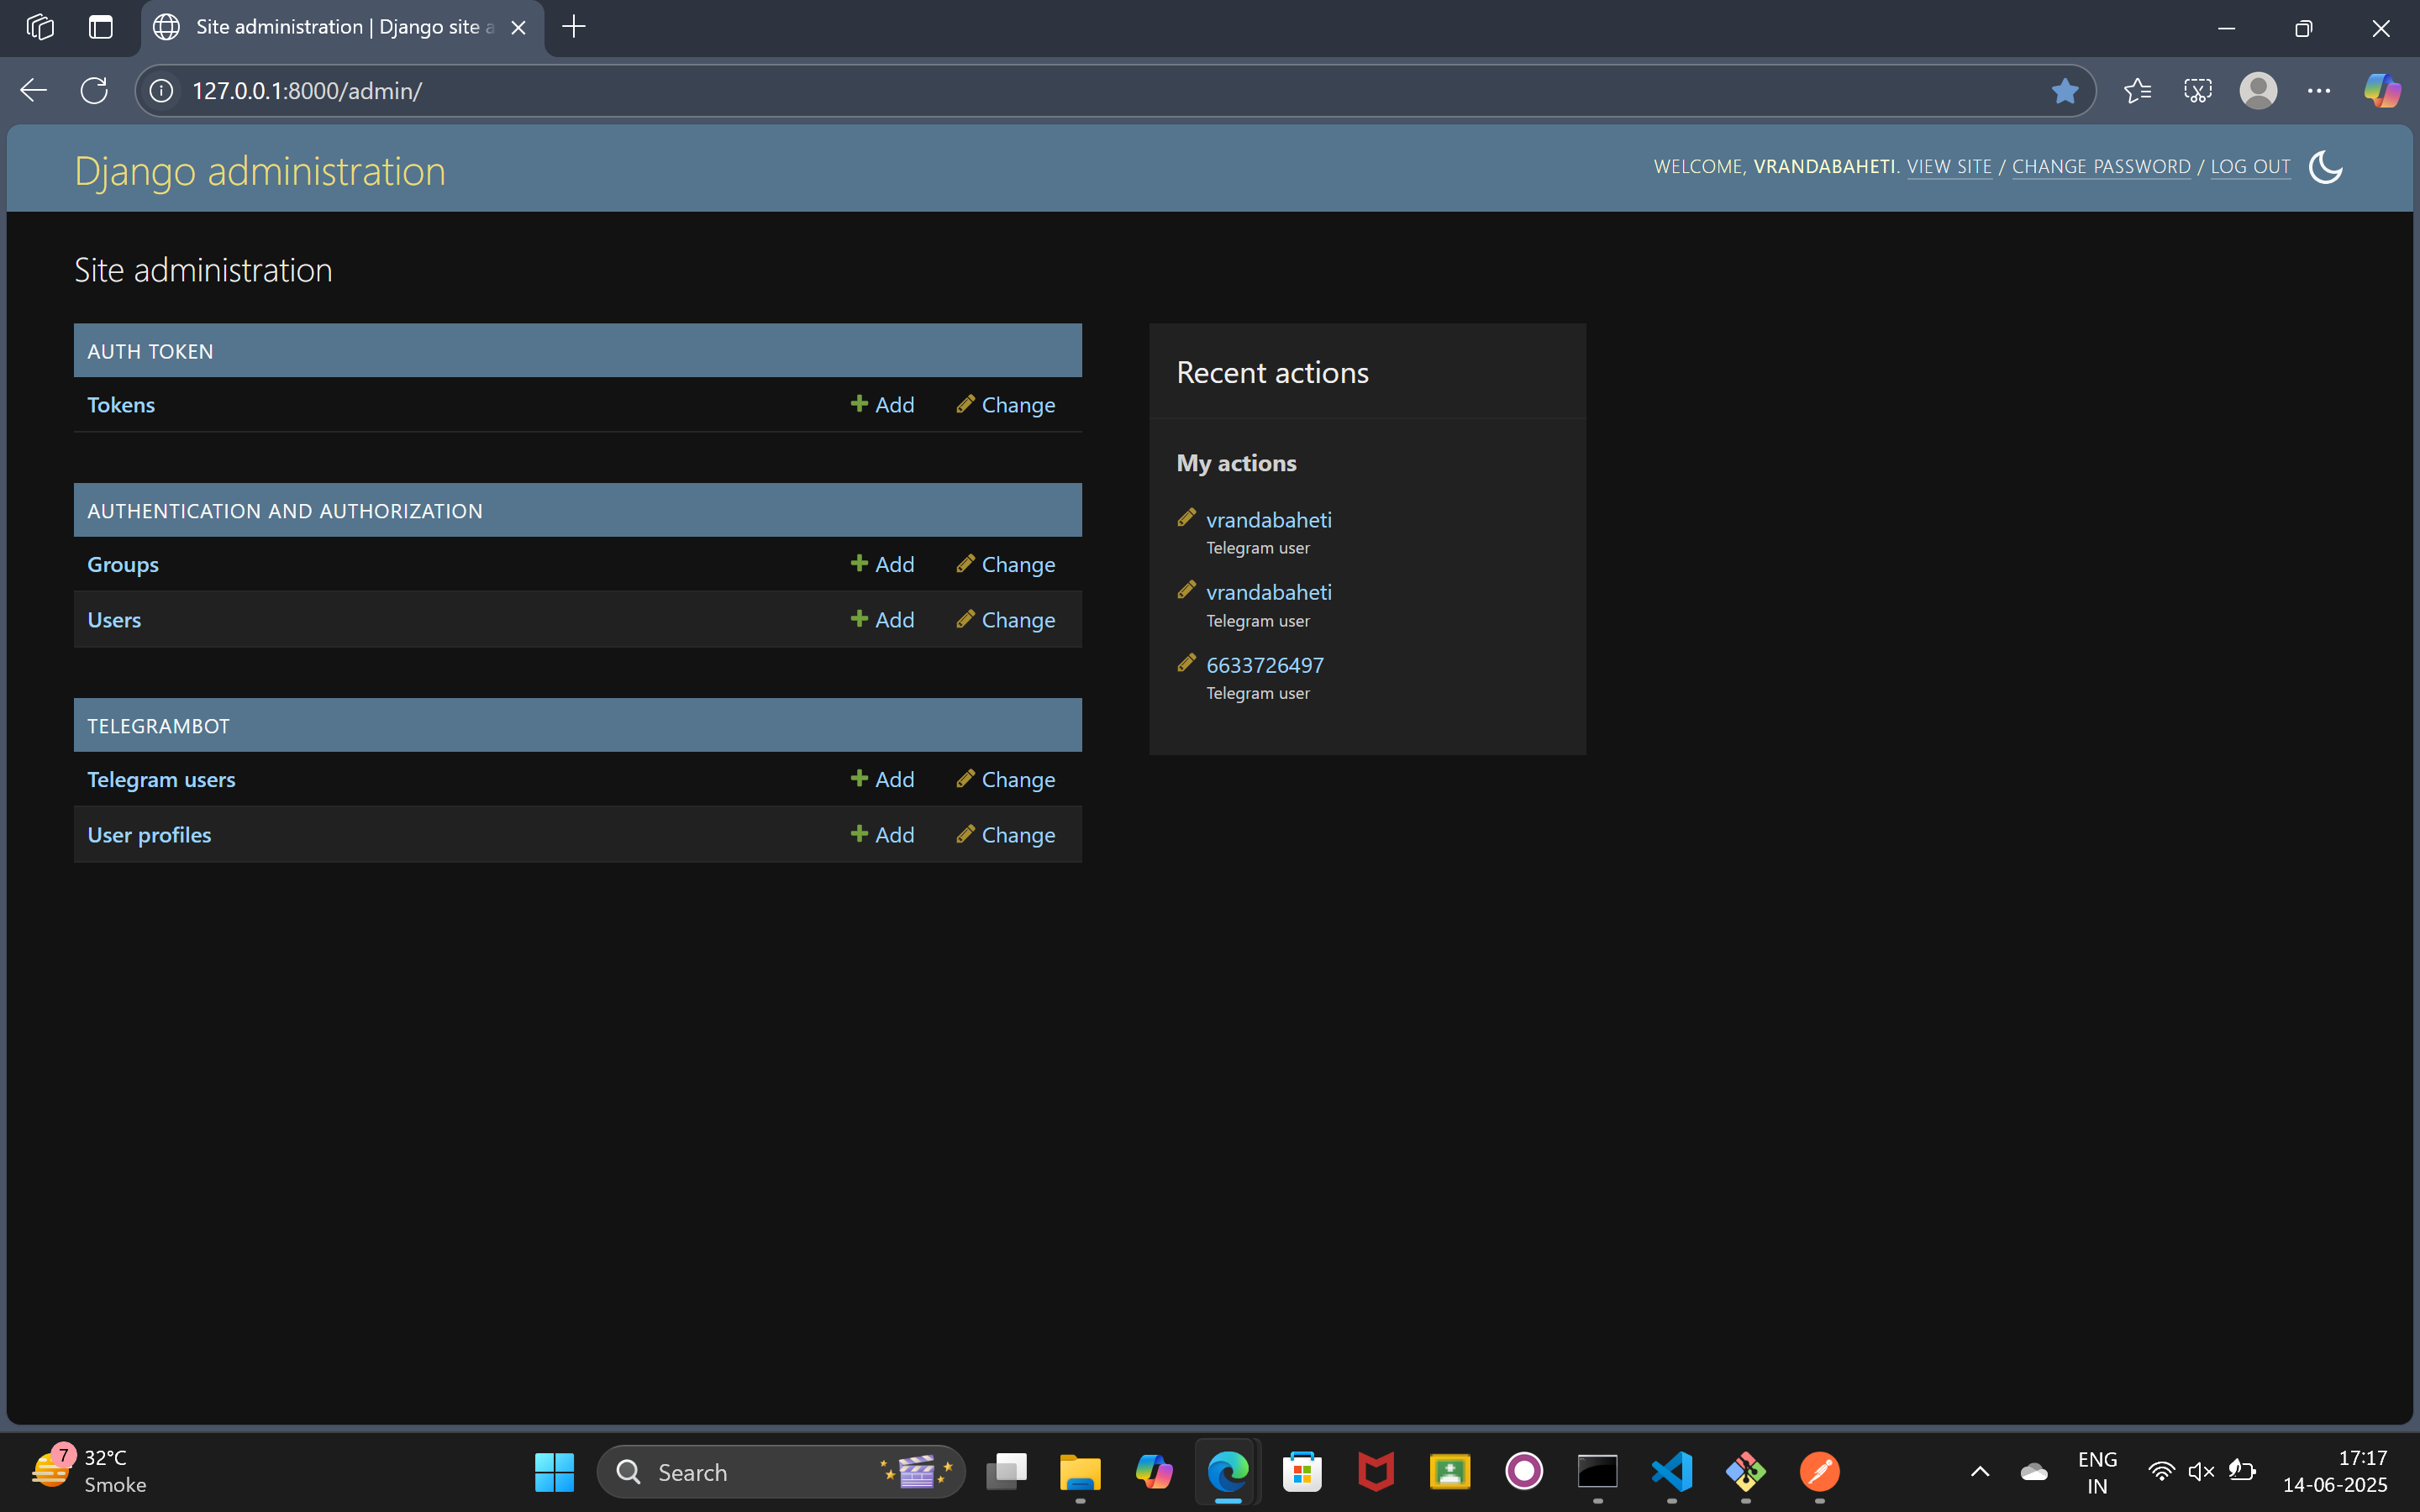 Site administration | Django site a
127.0.0.1:8000/admin/
Django administration
WELCOME, VRANDABAHETI. VIEW SITE / CHANGE PASSWORD / LOG OUT
Site administration
AUTH TOKEN
Tokens Add Change
AUTHENTICATION AND AUTHORIZATION
Groups Add Change
Users Add Change
TELEGRAMBOT
Telegram users Add Change
User profiles Add Change
Recent actions
My actions
vrandabaheti
Telegram user
vrandabaheti
Telegram user
6633726497
Telegram user
7
32°C
Smoke
Search
ENG
IN
17:17
14-06-2025